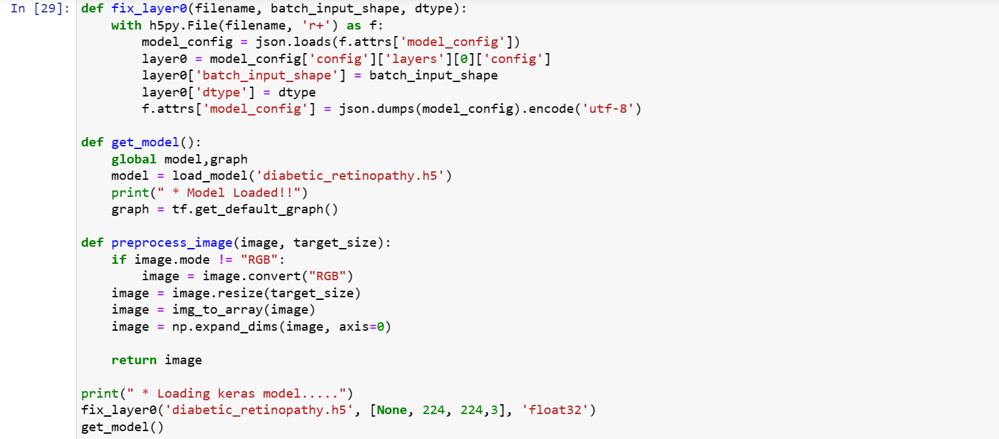 In [29]: def fix_layer0(filename, batch_input_shape, dtype):
    with h5py.File(filename, 'r+') as f:
        model_config = json.loads(f.attrs['model_config'])
        layer0 = model_config['config']['layers'][0]['config']
        layer0['batch_input_shape'] = batch_input_shape
        layer0['dtype'] = dtype
        f.attrs['model_config'] = json.dumps(model_config).encode('utf-8')

def get_model():
    global model,graph
    model = load_model('diabetic_retinopathy.h5')
    print(" * Model Loaded!!")
    graph = tf.get_default_graph()

def preprocess_image(image, target_size):
    if image.mode != "RGB":
        image = image.convert("RGB")
    image = image.resize(target_size)
    image = img_to_array(image)
    image = np.expand_dims(image, axis=0)

    return image

print(" * Loading keras model.....")
fix_layer0('diabetic_retinopathy.h5', [None, 224, 224,3], 'float32')
get_model()